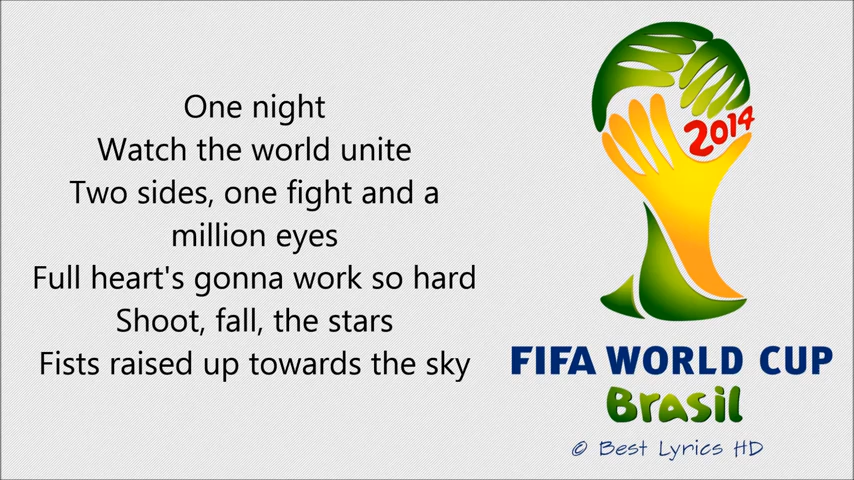 One night
Watch the world unite
Two sides, one fight and a
million eyes
Full heart's gonna work so hard
Shoot, fall, the stars
Fists raised up towards the sky
2014
FIFA WORLD CUP
Brasil
© Best Lyrics HD